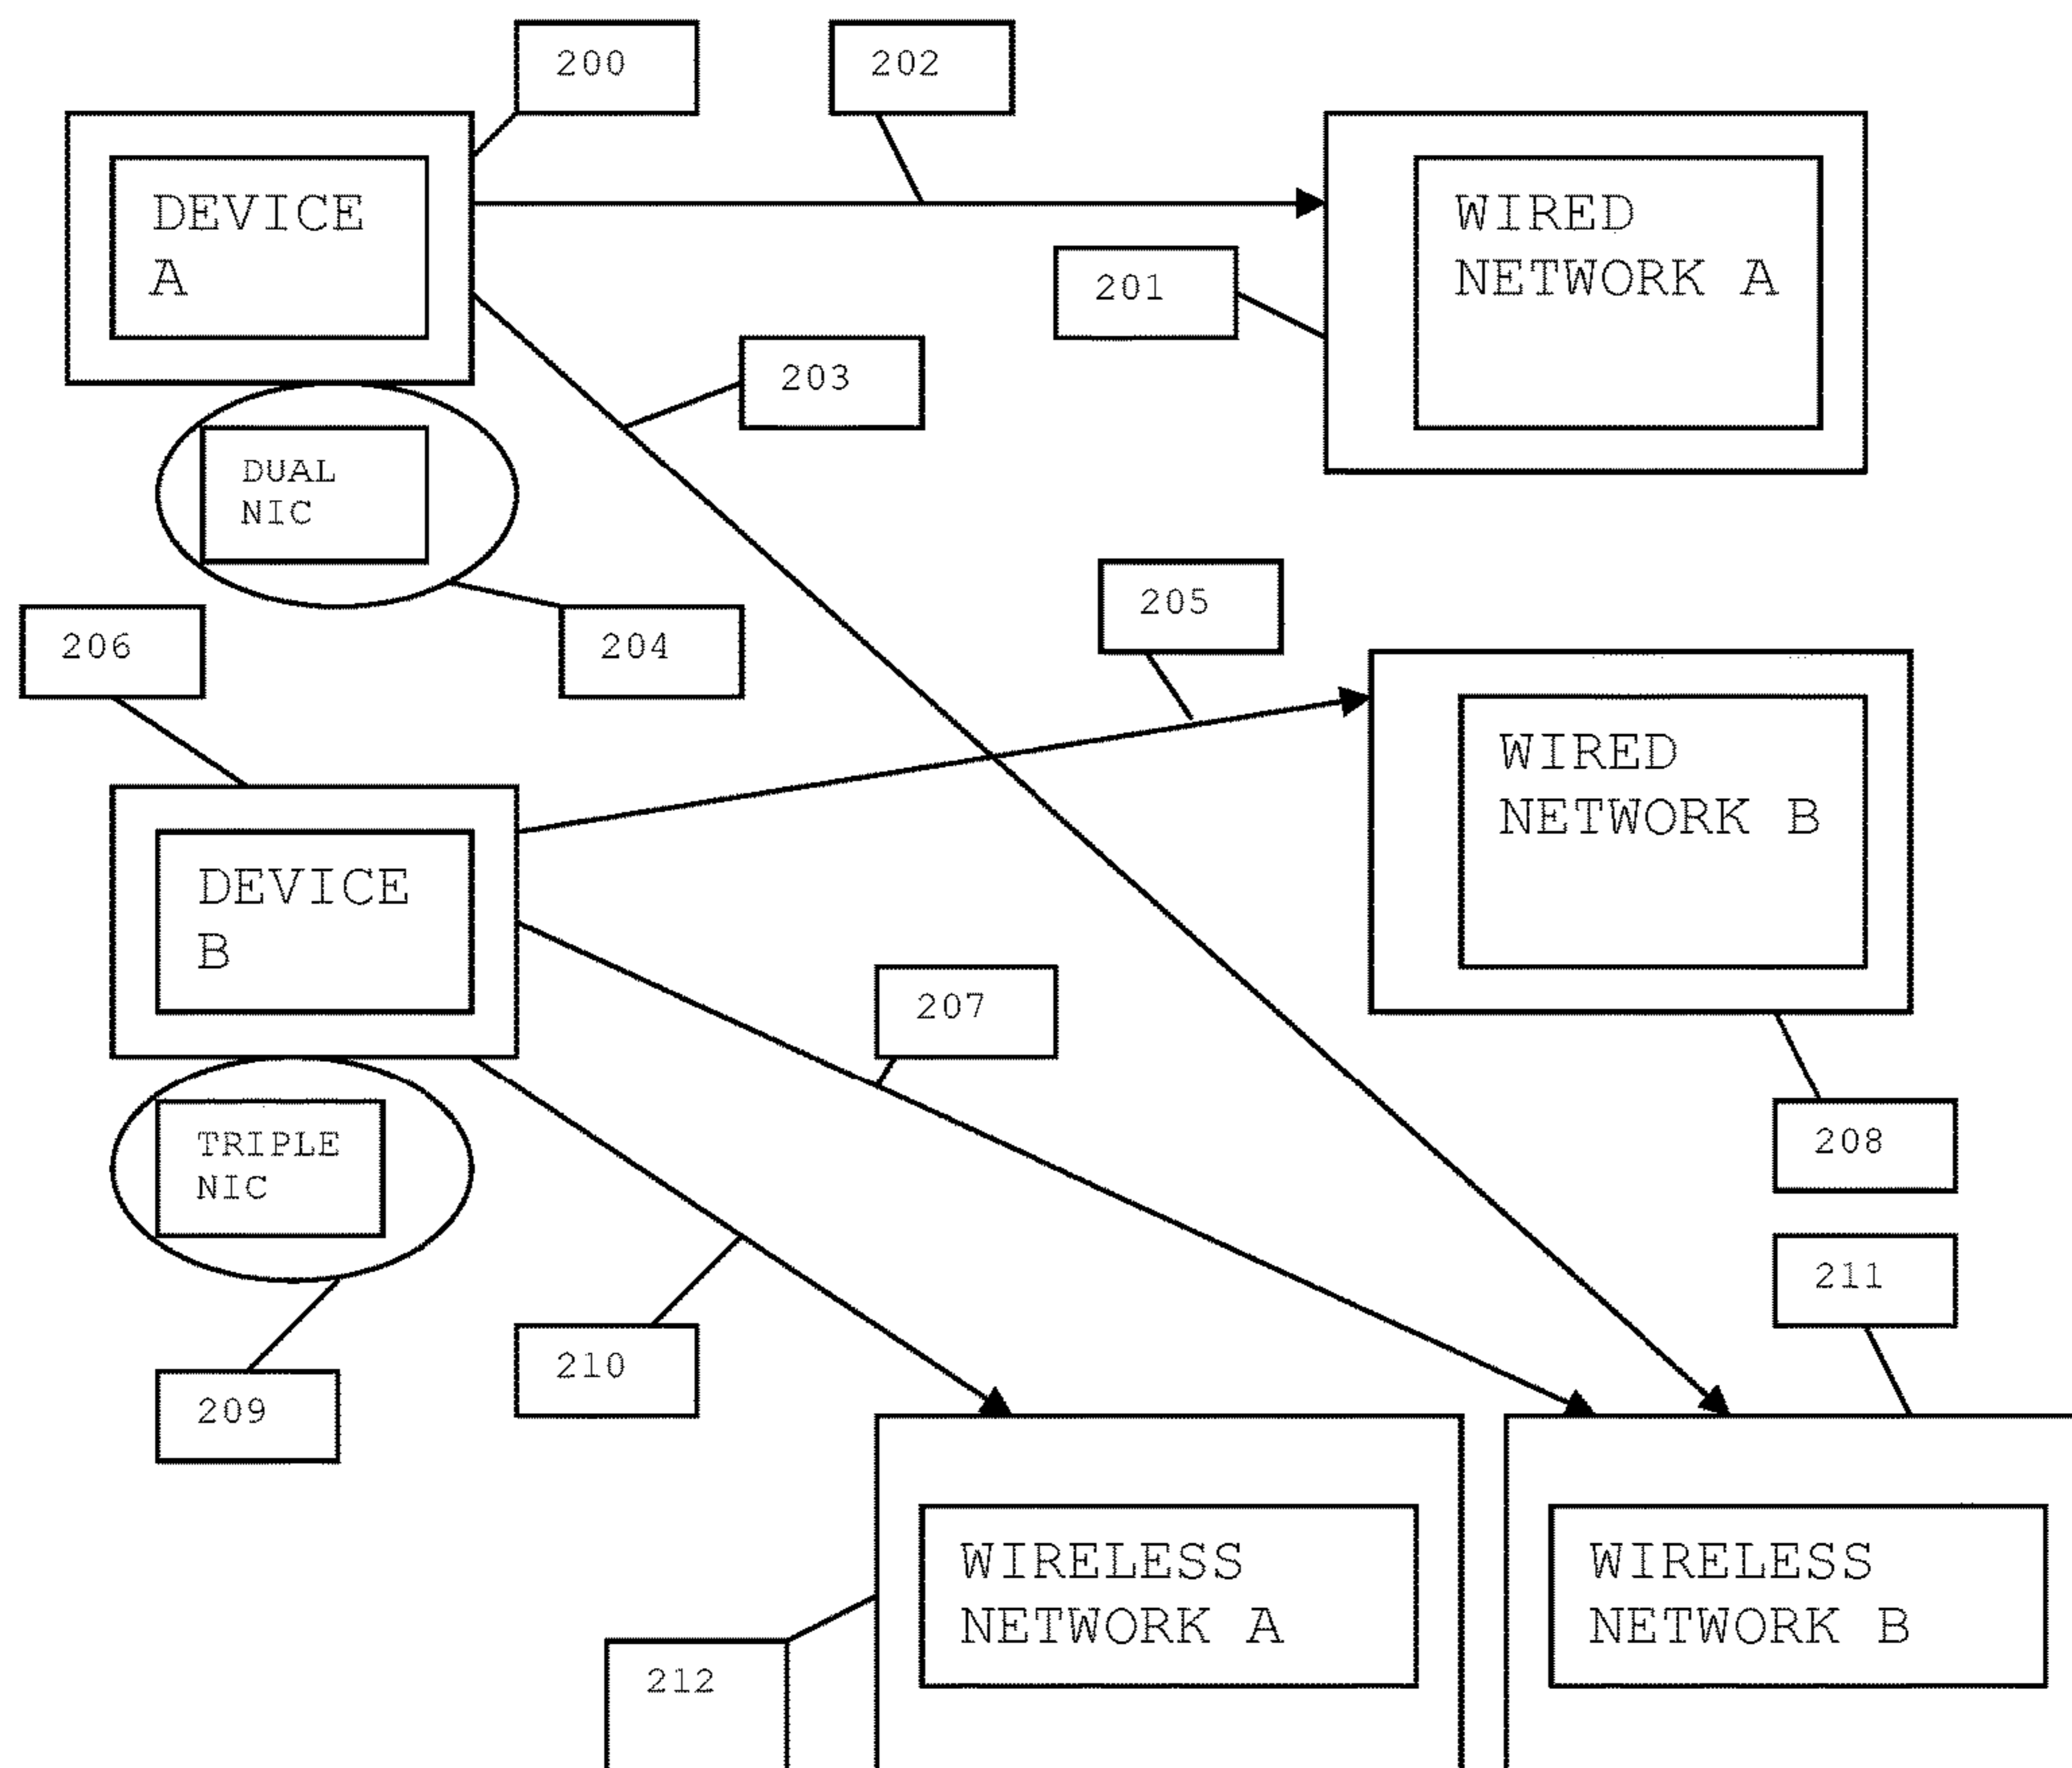 200
202
DEVICE
A
WIRED
NETWORK A
201
203
DUAL
NIC
205
206
204
WIRED
NETWORK B
DEVICE
B
207
TRIPLE
NIC
208
211
210
209
WIRELESS
NETWORK A
WIRELESS
NETWORK B
212